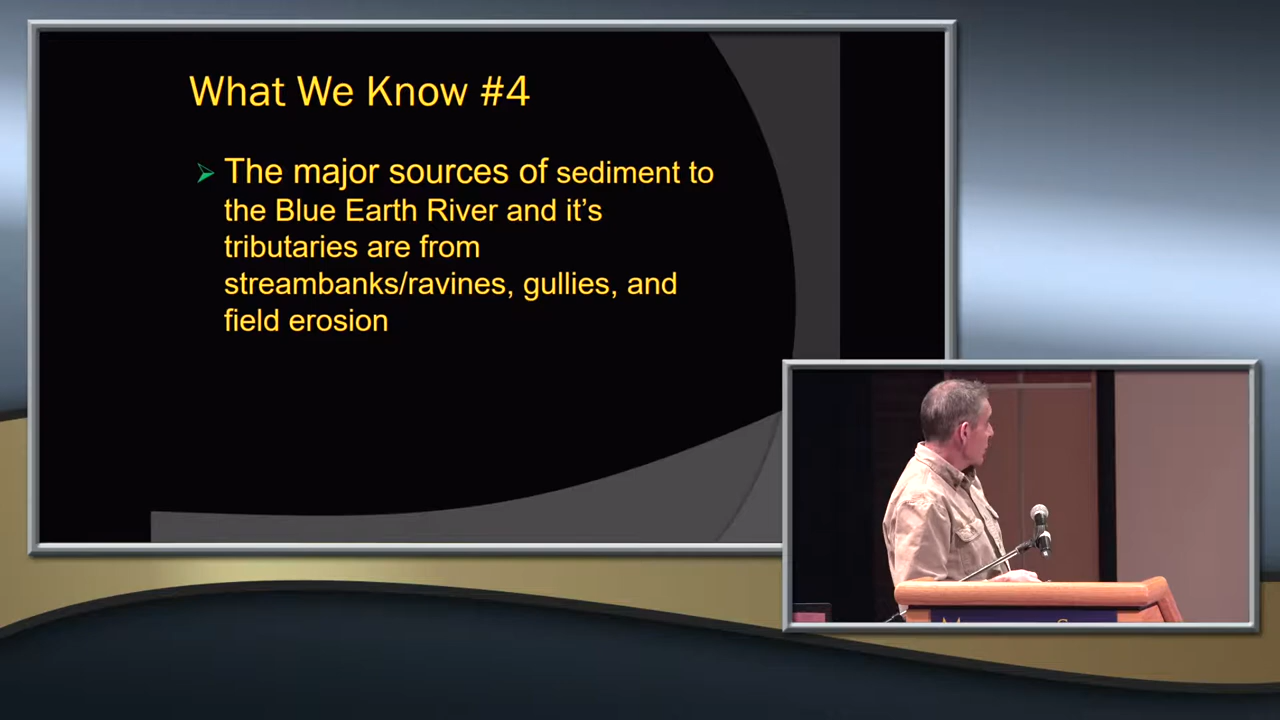 What We Know #4
The major sources of sediment to
the Blue Earth River and it's
tributaries are from
streambanks/ravines, gullies, and
field erosion